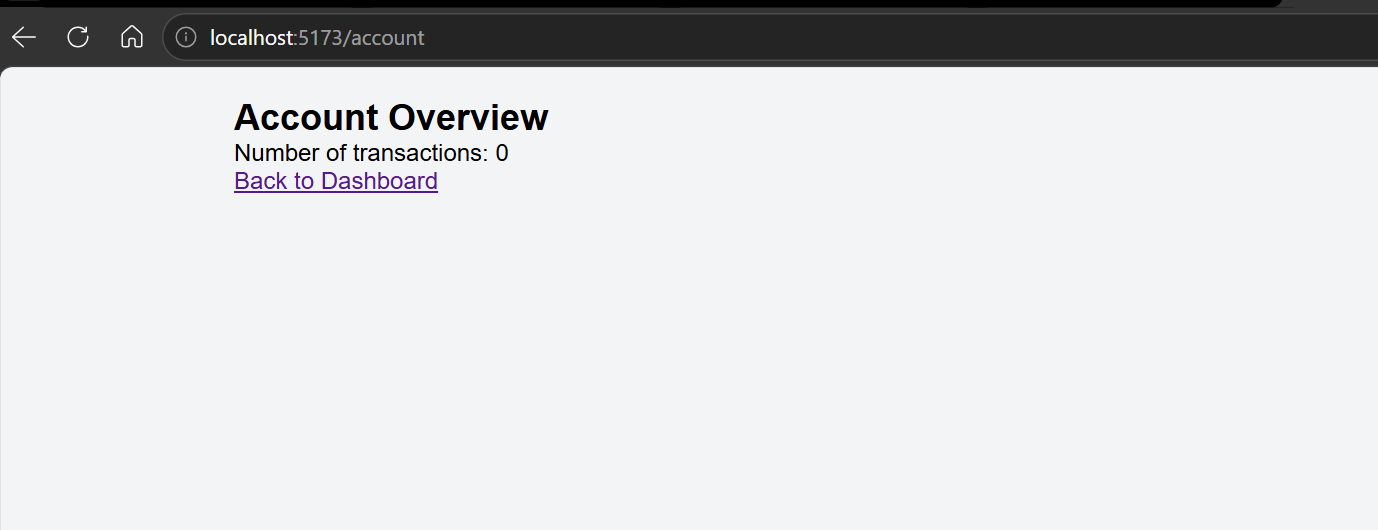 localhost:5173/account
Account Overview
Number of transactions: 0
Back to Dashboard